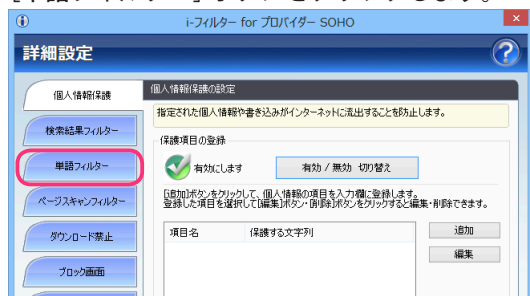 i-フィルター for プロバイダー SOHO
詳細設定
個人情報保護
検索結果フィルター
単語フィルター
ページスキャンフィルター
ダウンロード禁止
ブロック画面
個人情報保護の設定
指定された個人情報や書き込みがインターネットに流出することを防止します。
保護項目の登録
有効にします
有効 / 無効 切り替え
[追加]ボタンをクリックして、個人情報の項目を入力欄に登録します。
登録した項目を選択して[編集]ボタン・[削除]ボタンをクリックすると編集・削除できます。
項目名 保護する文字列
追加
編集